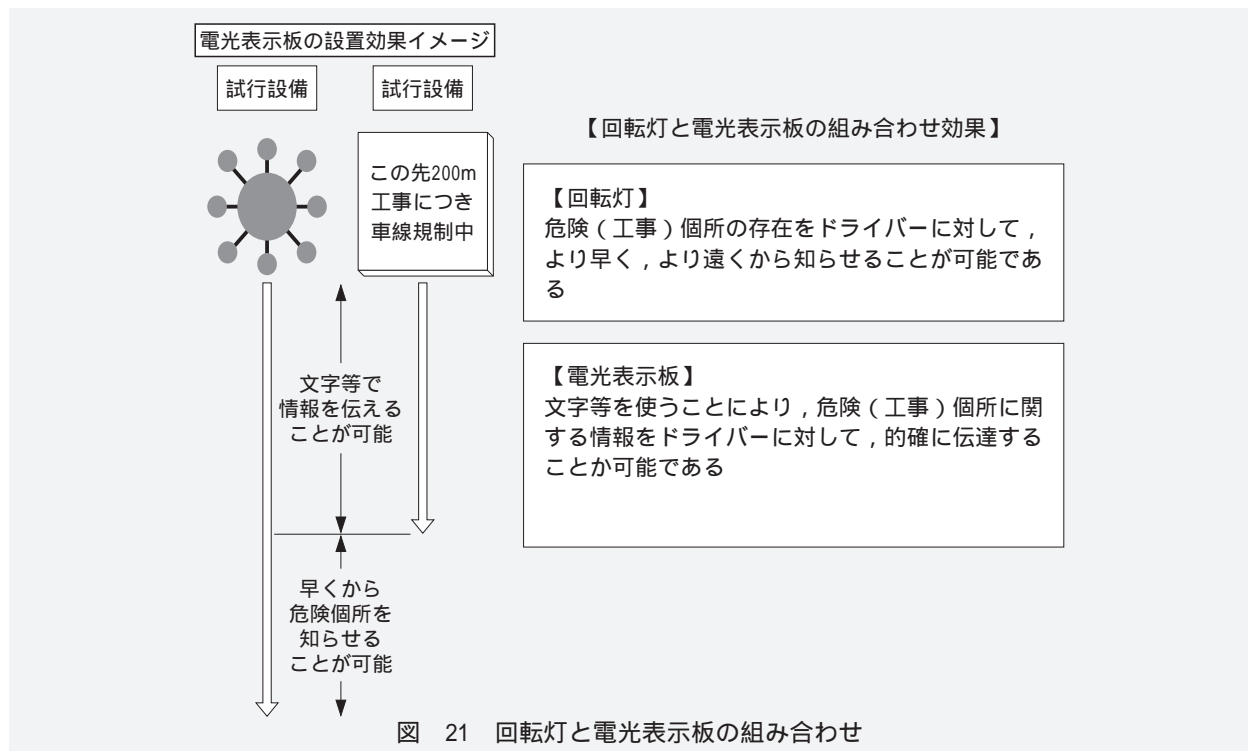 電光表示板の設置効果イメージ
試行設備
試行設備
この先200m
工事につき
車線規制中
文字等で
情報を伝える
ことが可能
早くから
危険個所を
知らせる
ことが可能
【回転灯と電光表示板の組み合わせ効果】
【回転灯】
危険(工事)個所の存在をドライバーに対して,
より早く,より遠くから知らせることが可能であ
る
【電光表示板】
文字等を使うことにより,危険(工事)個所に関
する情報をドライバーに対して,的確に伝達する
ことか可能である
図 21 回転灯と電光表示板の組み合わせ